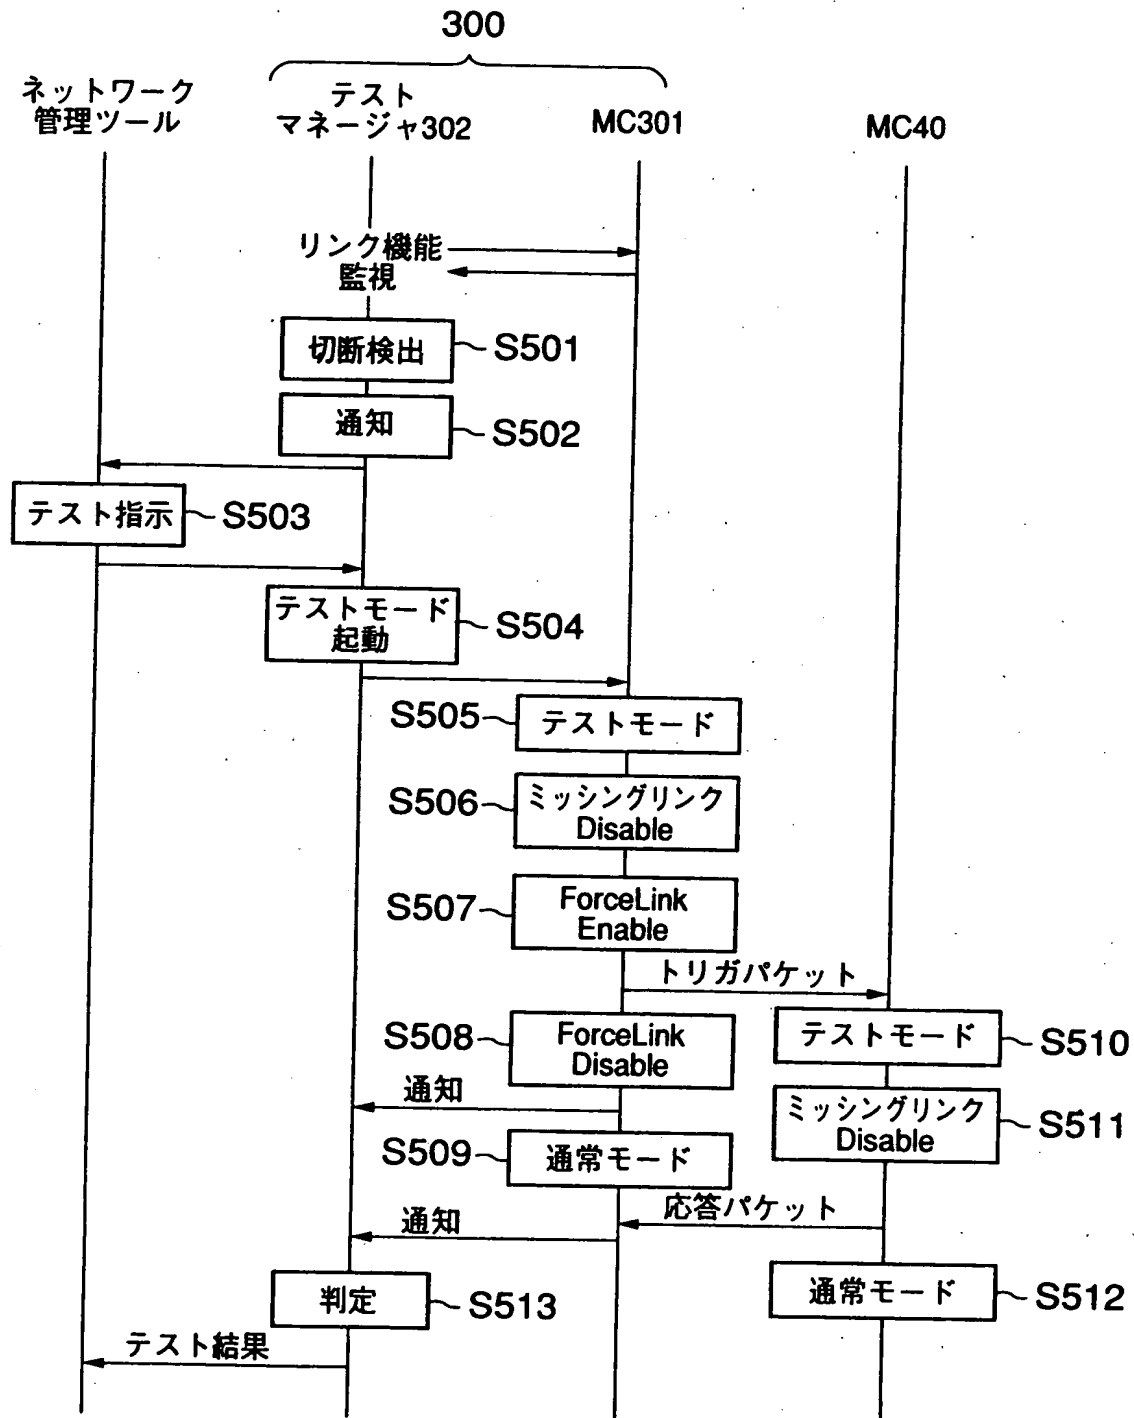 300
ネットワーク
管理ツール
テスト
マネージャ302
MC301
MC40
リンク機能
監視
切断検出
S501
通知
S502
テスト指示
S503
テストモード
起動
S504
S505
テストモード
S506
ミッシングリンク
Disable
S507
ForceLink
Enable
トリガパケット
S508
ForceLink
Disable
テストモード
S510
通知
ミッシングリンク
Disable
S511
S509
通常モード
応答パケット
通知
通常モード
S512
判定
S513
テスト結果